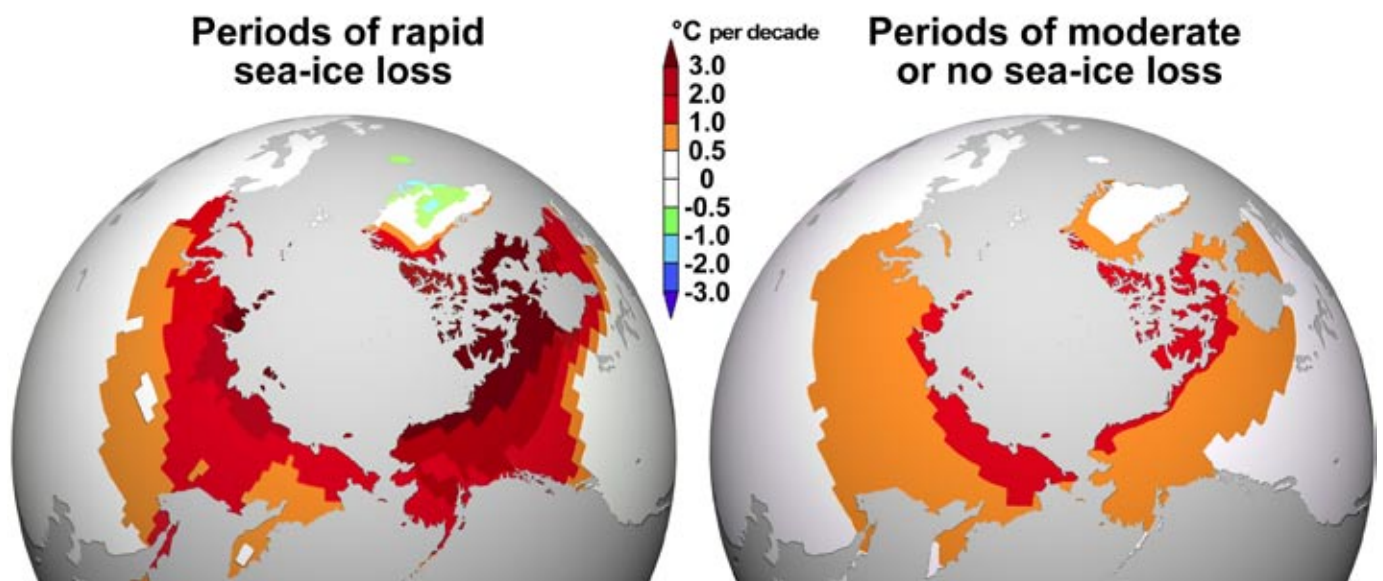 Periods of rapid
sea-ice loss
°C per decade
3.0
2.0
1.0
0.5
0
-0.5
-1.0
-2.0
-3.0
Periods of moderate
or no sea-ice loss